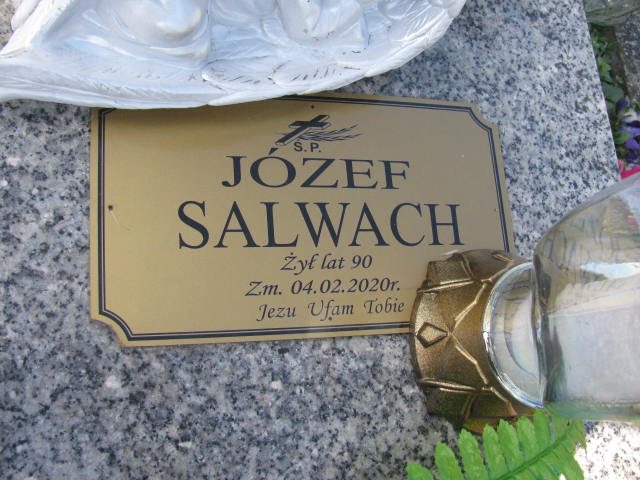 Ś.P.
JÓZEF
SALWACH
Żył lat 90
Zm. 04.02.2020r.
Jezu Ufam Tobie